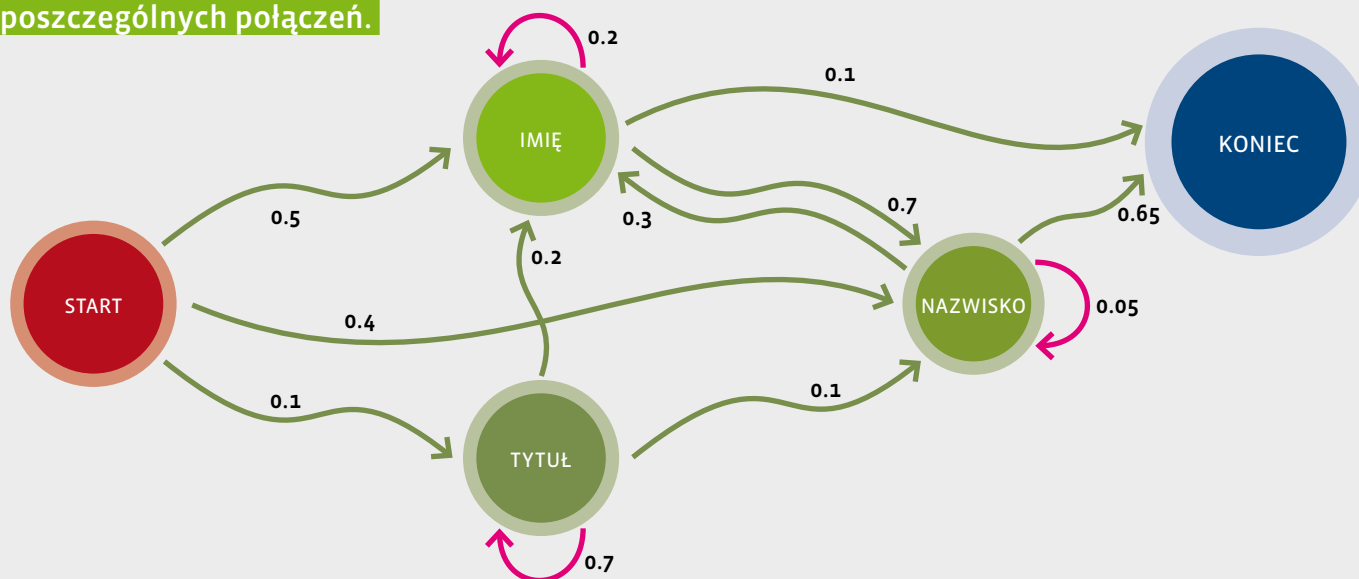 poszczególnych połączeń.
0.2
0.1
IMIĘ
KONIEC
0.5
0.3
0.7
0.65
0.2
START
0.4
NAZWISKO
0.05
0.1
0.1
TYTUŁ
0.7